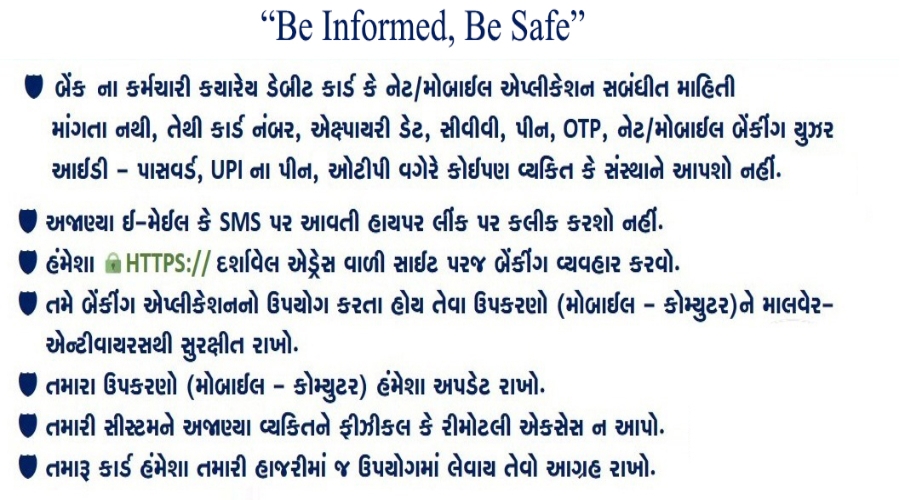 “Be Informed, Be Safe”
બેંક ના કર્મચારી કયારેય ડેબીટ કાર્ડ કે નેટ/મોબાઈલ એપ્લીકેશન સબંધીત માહિતી
માંગતા નથી, તેથી કાર્ડ નંબર, એક્ષ્પાયરી ડેટ, સીવીવી, પીન, OTP, નેટ/મોબાઈલ બેંકીંગ યુઝર
આઈડી - પાસવર્ડ, UPI ના પીન, ઓટીપી વગેરે કોઈપણ વ્યકિત કે સંસ્થાને આપશો નહીં.
અજાણ્યા ઈ-મેઈલ કે SMS પર આવતી હાયપર લીંક પર કલીક કરશો નહીં.
હંમેશા HTTPS:// દર્શાવેલ એડ્રેસ વાળી સાઈટ પરજ બેંકીંગ વ્યવહાર કરવો.
તમે બેંકીંગ એપ્લીકેશનનો ઉપયોગ કરતા હોય તેવા ઉપકરણો (મોબાઈલ - કોમ્યુટર)ને માલવેર-
એન્ટીવાયરસથી સુરક્ષીત રાખો.
તમારા ઉપકરણો (મોબાઈલ - કોમ્યુટર) હંમેશા અપડેટ રાખો.
તમારી સીસ્ટમને અજાણ્યા વ્યકિતને ફીઝીકલ કે રીમોટલી એકસેસ ન આપો.
તમારૂ કાર્ડ હંમેશા તમારી હાજરીમાં જ ઉપયોગમાં લેવાય તેવો આગ્રહ રાખો.